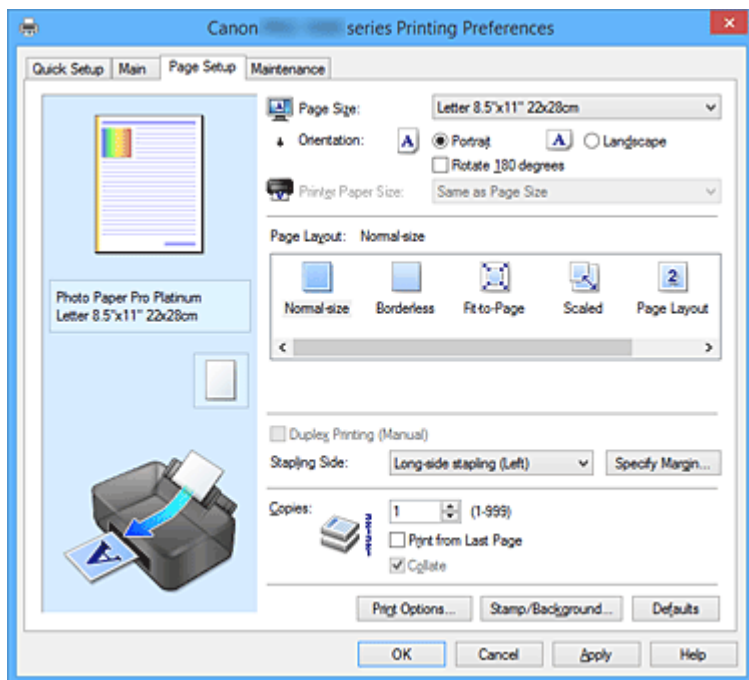 Canon series Printing Preferences
Quick Setup Main Page Setup Maintenance
Page Size: Letter 8.5"x11" 22x28cm
Orientation: A Portrait A Landscape
Rotate 180 degrees
Printer Paper Size: Same as Page Size
Page Layout: Normal-size
2
Normal-size Borderless Fit-to-Page Scaled Page Layout
Photo Paper Pro Platinum
Letter 8.5"x11" 22x28cm
Duplex Printing (Manual)
Stapling Side: Long-side stapling (Left) Specify Margin...
Copies: 1 (1-999)
Print from Last Page
Collate
A
Print Options... Stamp/Background... Defaults
OK Cancel Apply Help